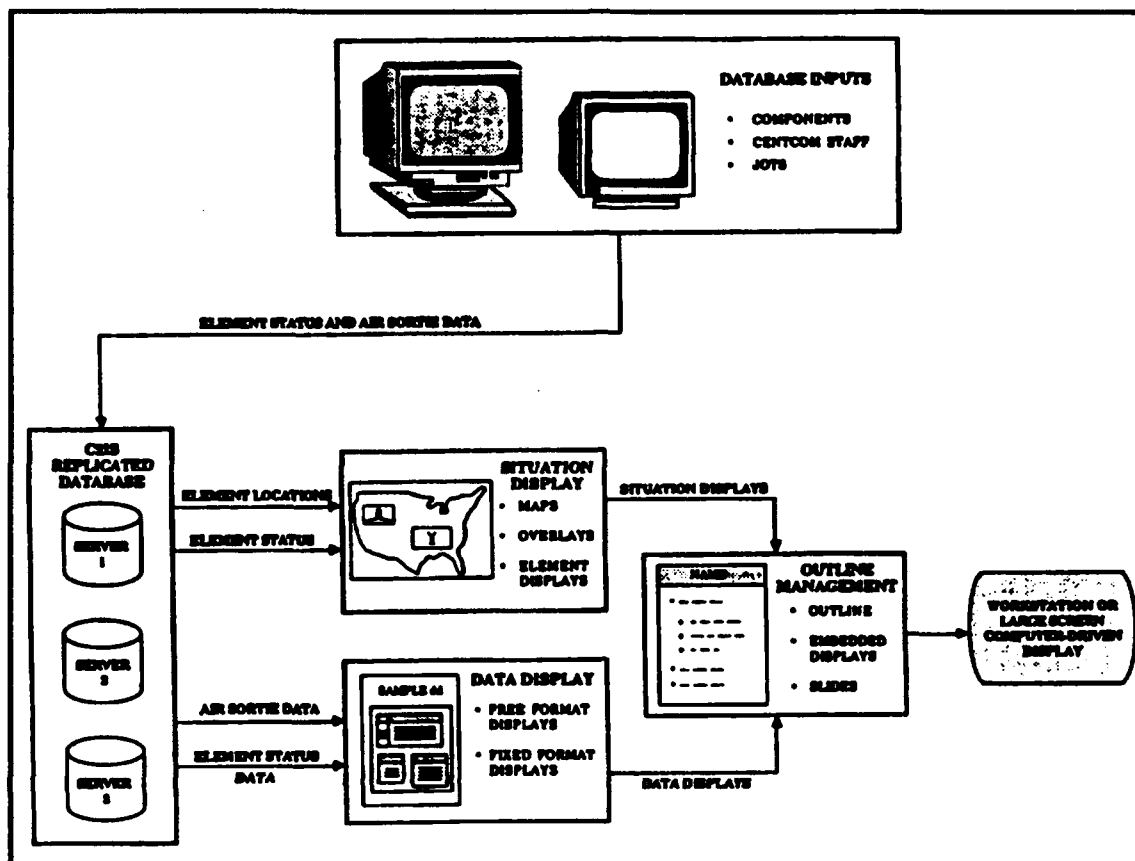 DATABASE INPUTS
• COMPONENTS
• CENTCOM STAFF
• JOTS
ELEMENT STATUS AND AIR SORTIE DATA
REPLICATED
DATABASE
SERVER
1
SERVER
2
SERVER
3
ELEMENT LOCATIONS
ELEMENT STATUS
SITUATION
DISPLAY
• MAPS
• OVERLAYS
• ELEMENT
DISPLAYS
SITUATION DISPLAYS
AIR SORTIE DATA
ELEMENT STATUS
DATA
SAMPLE
DATA DISPLAY
• FREE FORMAT
DISPLAYS
• FIXED FORMAT
DISPLAYS
DATA DISPLAYS
OUTLINE
MANAGEMENT
• OUTLINE
• EMBEDDED
DISPLAYS
• SLIDES
WORKSTATION OR
LARGE SCREEN
COMPUTER-DRIVEN
DISPLAY